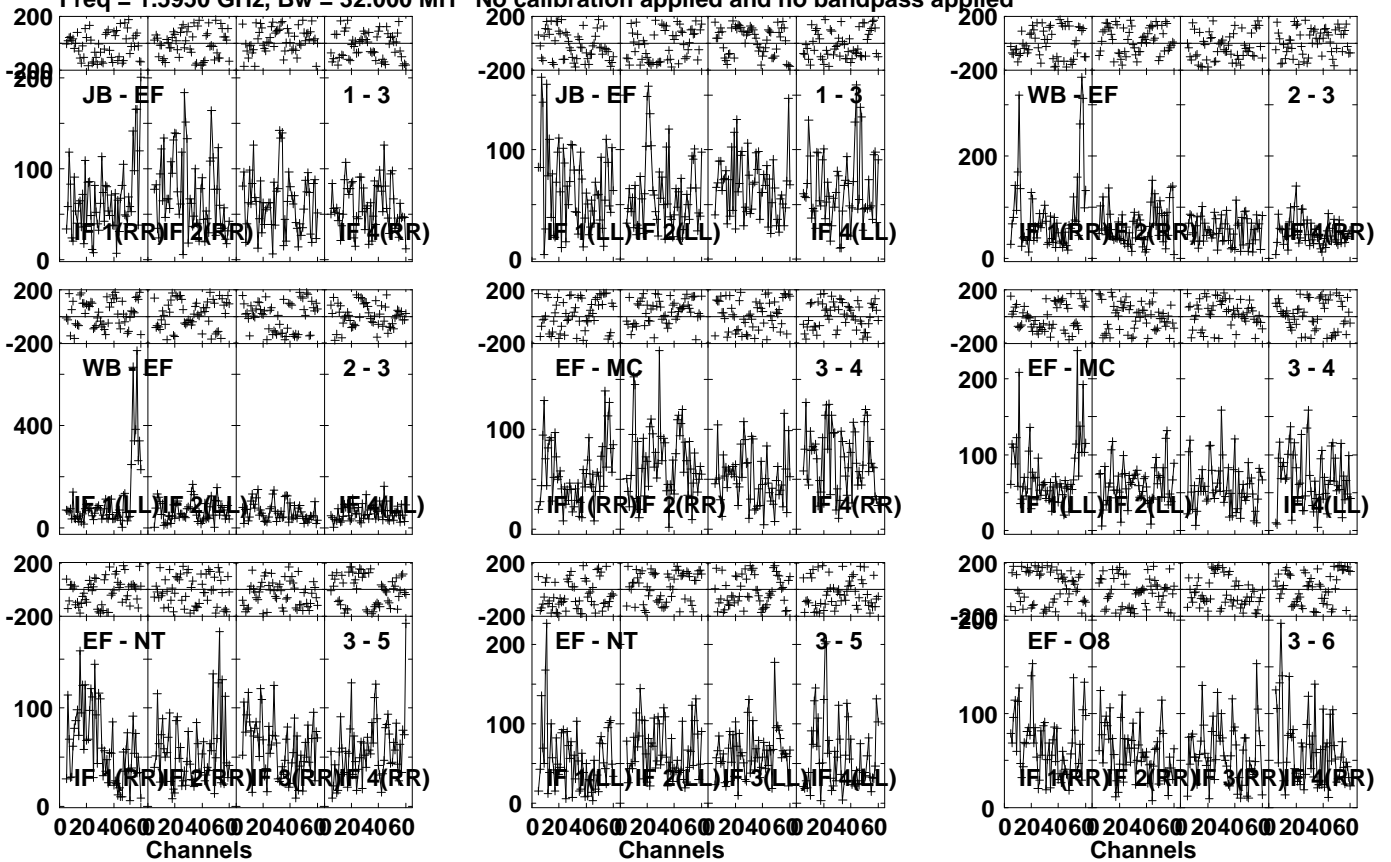 Freq = 1.5950 GHz, Bw = 32.000 MH No calibration applied and no bandpass applied
200
-200
200
100
0
JB - EF 1 - 3
IF 1(RR) IF 2(RR) IF 4(RR)
200
-200
100
0
JB - EF 1 - 3
IF 1(LL) IF 2(LL) IF 4(LL)
200
-200
200
0
WB - EF 2 - 3
IF 1(RR) IF 2(RR) IF 4(RR)
200
-200
400
0
WB - EF 2 - 3
IF 1(LL) IF 2(LL) IF 4(LL)
200
-200
100
0
EF - MC 3 - 4
IF 1(RR) IF 2(RR) IF 4(RR)
200
-200
200
100
0
EF - MC 3 - 4
IF 1(LL) IF 2(LL) IF 4(LL)
200
-200
100
0
EF - NT 3 - 5
IF 1(RR) IF 2(RR) IF 3(RR) IF 4(RR)
0 20 40 60 0 20 40 60 0 20 40 60 0 20 40 60
Channels
200
-200
200
100
0
EF - NT 3 - 5
IF 1(LL) IF 2(LL) IF 3(LL) IF 4(LL)
0 20 40 60 0 20 40 60 0 20 40 60 0 20 40 60
Channels
200
-200
200
100
0
EF - O8 3 - 6
IF 1(RR) IF 2(RR) IF 3(RR) IF 4(RR)
0 20 40 60 0 20 40 60 0 20 40 60 0 20 40 60
Channels